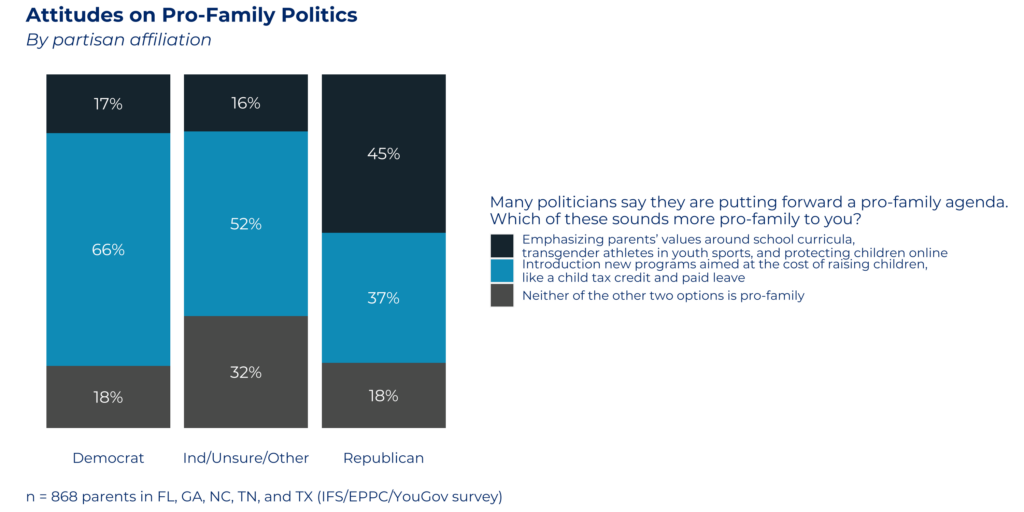 Attitudes on Pro-Family Politics
By partisan affiliation
17%
16%
45%
66%
52%
37%
18%
32%
18%
Democrat
Ind/Unsure/Other
Republican
Many politicians say they are putting forward a pro-family agenda.
Which of these sounds more pro-family to you?
Emphasizing parents’ values around school curricula,
transgender athletes in youth sports, and protecting children online
Introduction new programs aimed at the cost of raising children,
like a child tax credit and paid leave
Neither of the other two options is pro-family
n = 868 parents in FL, GA, NC, TN, and TX (IFS/EPPC/YouGov survey)